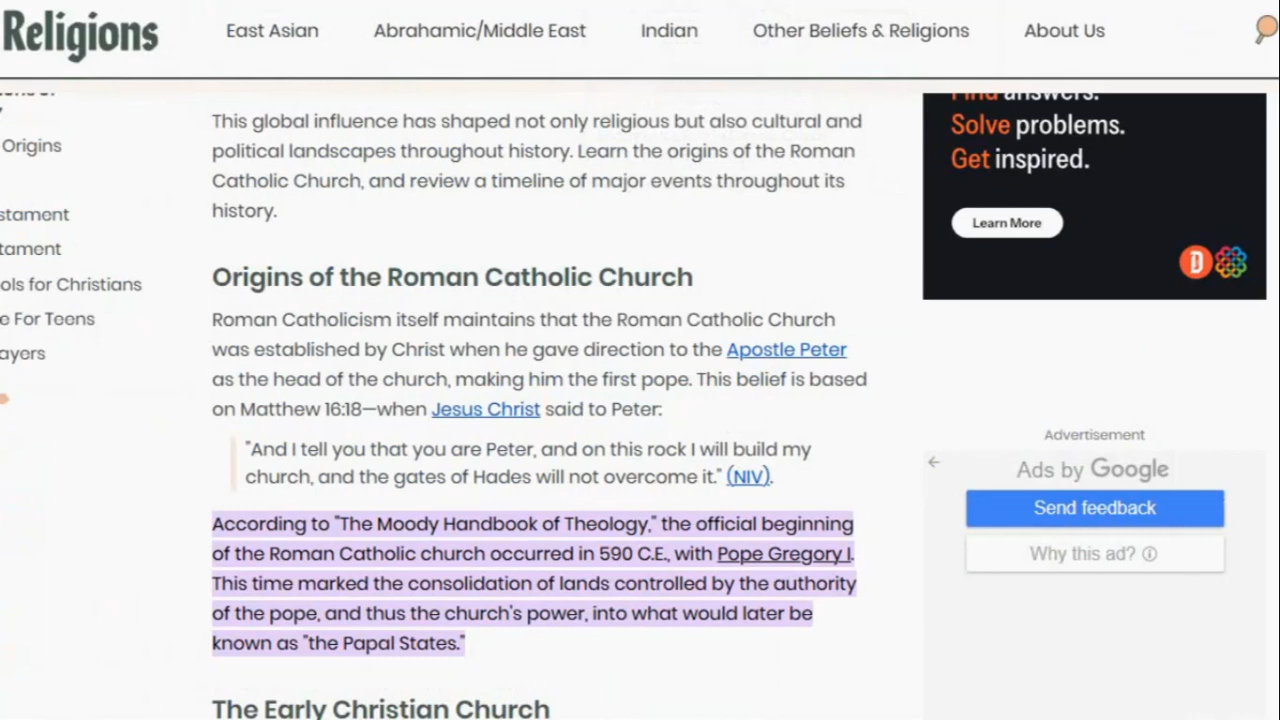 Religions
East Asian
Abrahamic/Middle East
Indian
Other Beliefs & Religions
About Us
Origins
stament
tament
ols for Christians
e For Teens
ayers
This global influence has shaped not only religious but also cultural and
political landscapes throughout history. Learn the origins of the Roman
Catholic Church, and review a timeline of major events throughout its
history.
Origins of the Roman Catholic Church
Roman Catholicism itself maintains that the Roman Catholic Church
was established by Christ when he gave direction to the Apostle Peter
as the head of the church, making him the first pope. This belief is based
on Matthew 16:18—when Jesus Christ said to Peter:
"And I tell you that you are Peter, and on this rock I will build my
church, and the gates of Hades will not overcome it." (NIV).
According to "The Moody Handbook of Theology," the official beginning
of the Roman Catholic church occurred in 590 C.E., with Pope Gregory I.
This time marked the consolidation of lands controlled by the authority
of the pope, and thus the church's power, into what would later be
known as "the Papal States."
The Early Christian Church
Find answers.
Solve problems.
Get inspired.
Learn More
D
Advertisement
Ads by Google
Send feedback
Why this ad?